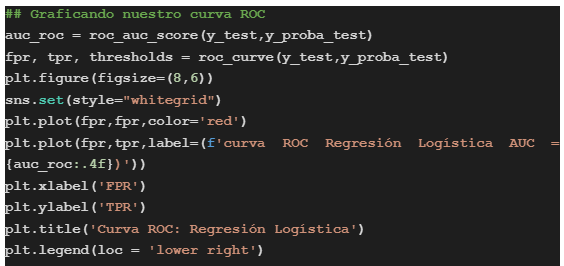 ## Graficando nuestro curva ROC
auc_roc = roc_auc_score(y_test,y_proba_test)
fpr, tpr, thresholds = roc_curve(y_test,y_proba_test)
plt.figure(figsize=(8,6))
sns.set(style="whitegrid")
plt.plot(fpr,fpr,color='red')
plt.plot(fpr,tpr,label=(f'curva ROC Regresión Logística AUC =
{auc_roc:.4f})'))
plt.xlabel('FPR')
plt.ylabel('TPR')
plt.title('Curva ROC: Regresión Logística')
plt.legend(loc = 'lower right')